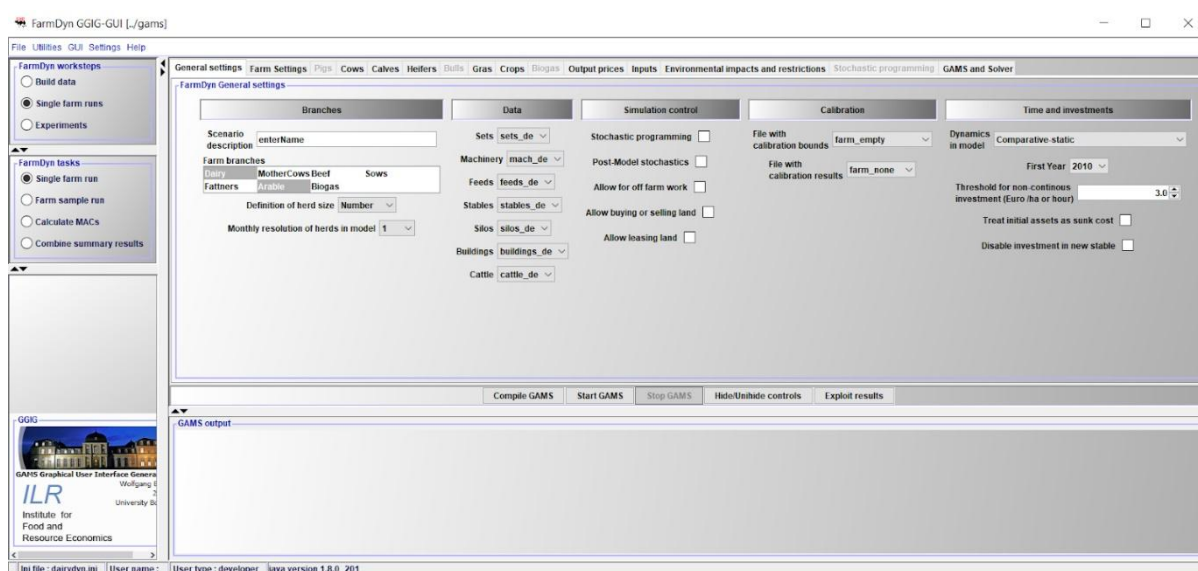 FarmDyn GGIG-GUI [../gams]
File Utilities GUI Settings Help
FarmDyn worksteps
Build data
Single farm runs
Experiments
FarmDyn tasks
Single farm run
Farm sample run
Calculate MACs
Combine summary results
GGIG
GAMS Graphical User Interface Genera
Wolfgang
University
ILR
Institute for
Food and
Resource Economics
General settings Farm Settings Pigs Cows Calves Heifers Bulls Gras Crops Biogas Output prices Inputs Environmental impacts and restrictions Stochastic programming GAMS and Solver
FarmDyn General settings
Branches
Scenario
description enterName
Farm branches
Dairy MotherCows Beef Sows
Fattners Arable Biogas
Definition of herd size Number
Monthly resolution of herds in model 1
Data
Sets sets_de
Machinery mach_de
Feeds feeds_de
Stables stables_de
Silos silos_de
Buildings buildings_de
Cattle cattle_de
Simulation control
Stochastic programming
Post-Model stochastics
Allow for off farm work
Allow buying or selling land
Allow leasing land
Calibration
File with
calibration bounds farm_empty
File with
calibration results farm_none
Time and investments
Dynamics
in model Comparative-static
First Year 2010
Threshold for non-continous
investment (Euro /ha or hour) 3.0
Treat initial assets as sunk cost
Disable investment in new stable
Compile GAMS Start GAMS Stop GAMS Hide/Unihide controls Exploit results
GAMS output
Ini file : dairydyn.ini User name : User type : developer java version 1.8.0_201